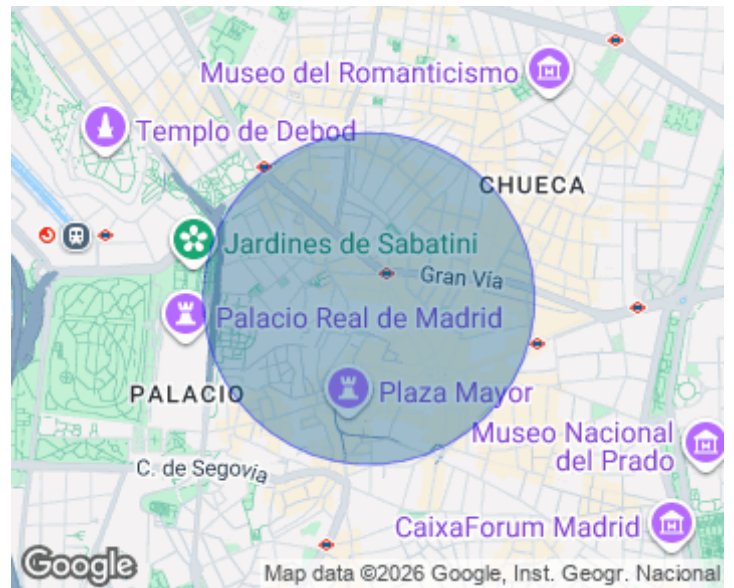 Museo del Romanticismo
Templo de Debod
CHUECA
Jardines de Sabatini
Gran Vía
Palacio Real de Madrid
PALACIO
Plaza Mayor
Museo Nacional
del Prado
C. de Segovia
CaixaForum Madrid
Google
Map data ©2026 Google, Inst. Geogr. Nacional